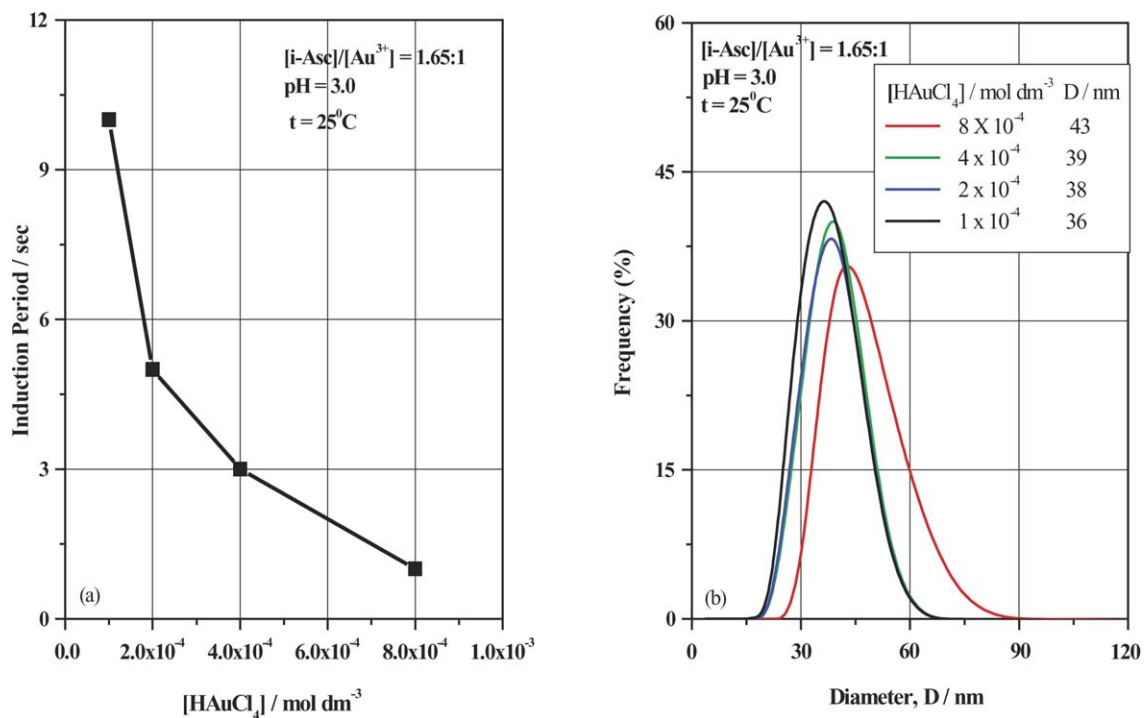 12
9
6
3
0
Induction Period / sec
[i-Asc]/[Au³⁺] = 1.65:1
pH = 3.0
t = 25⁰C
(a)
0.0 2.0x10⁻⁴ 4.0x10⁻⁴ 6.0x10⁻⁴ 8.0x10⁻⁴ 1.0x10⁻³
[HAuCl₄] / mol dm⁻³
60
45
30
15
0
Frequency (%)
[i-Asc]/[Au³⁺] = 1.65:1
pH = 3.0
t = 25⁰C
[HAuCl₄] / mol dm⁻³ D / nm
8 X 10⁻⁴ 43
4 x 10⁻⁴ 39
2 x 10⁻⁴ 38
1 x 10⁻⁴ 36
(b)
0 30 60 90 120
Diameter, D / nm